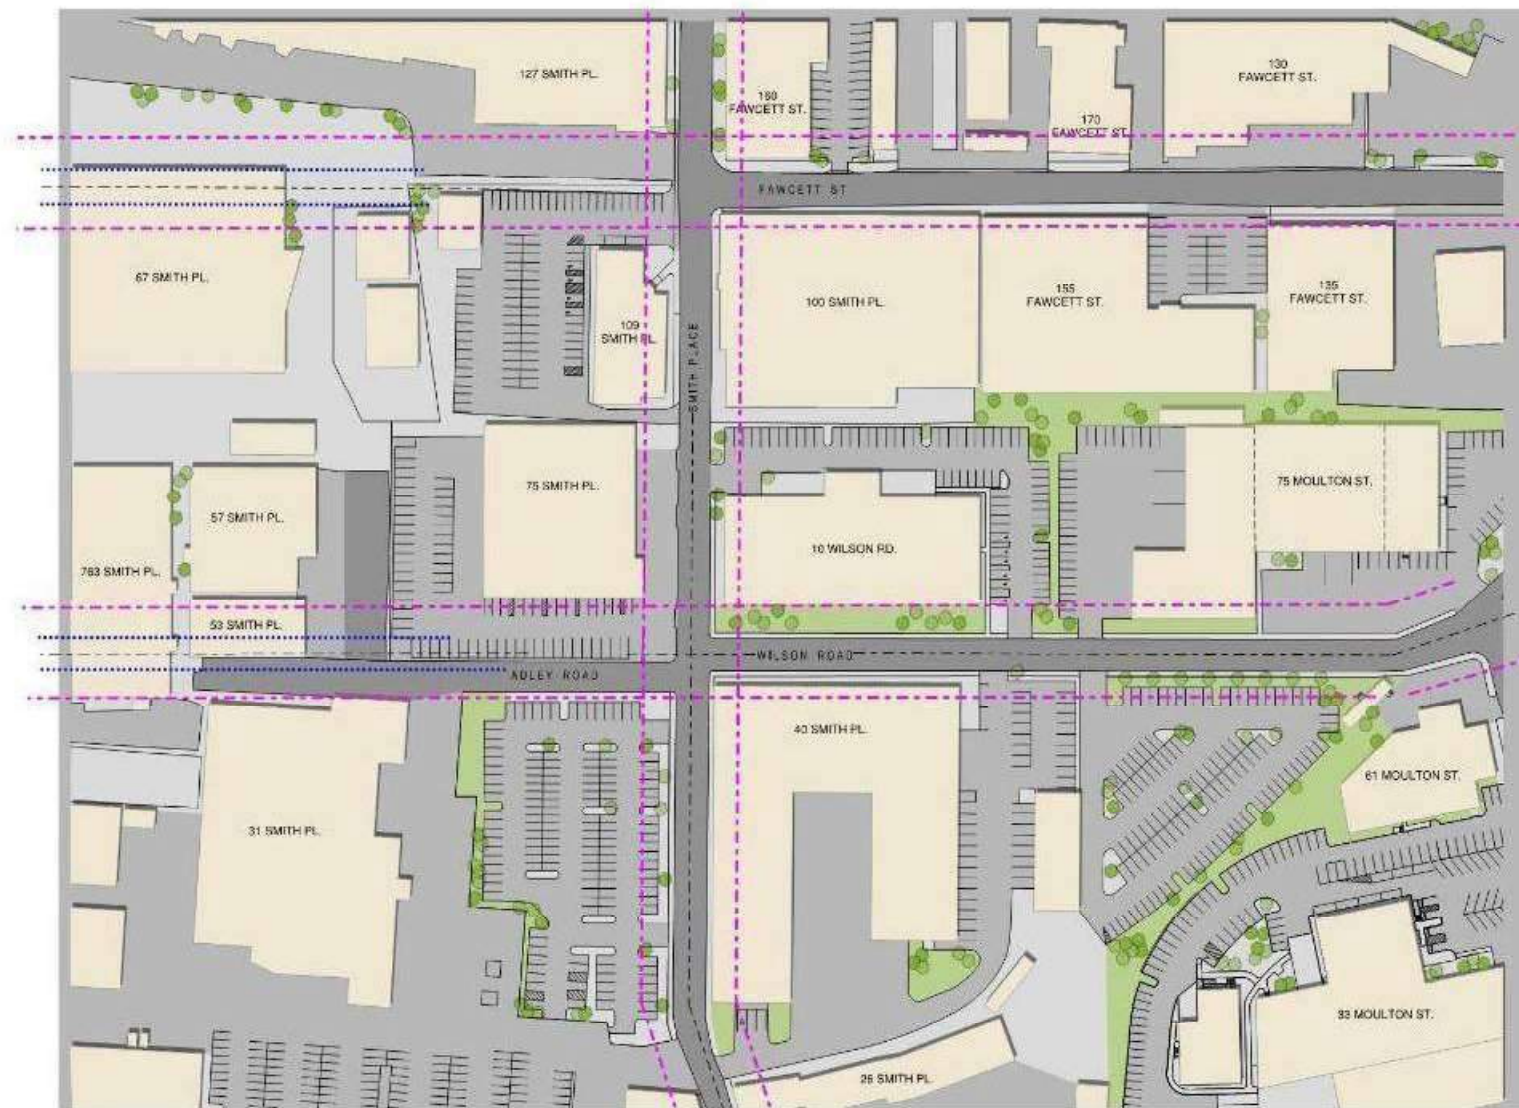 127 SMITH PL.
160
FAWCETT ST.
170
FAWCETT ST.
130
FAWCETT ST.
FAWCETT ST
67 SMITH PL.
109
SMITH PL.
100 SMITH PL.
155
FAWCETT ST.
135
FAWCETT ST.
SMITH PLACE
75 SMITH PL.
57 SMITH PL.
763 SMITH PL.
53 SMITH PL.
10 WILSON RD.
75 MOULTON ST.
WILSON ROAD
ADLEY ROAD
40 SMITH PL.
61 MOULTON ST.
31 SMITH PL.
33 MOULTON ST.
26 SMITH PL.